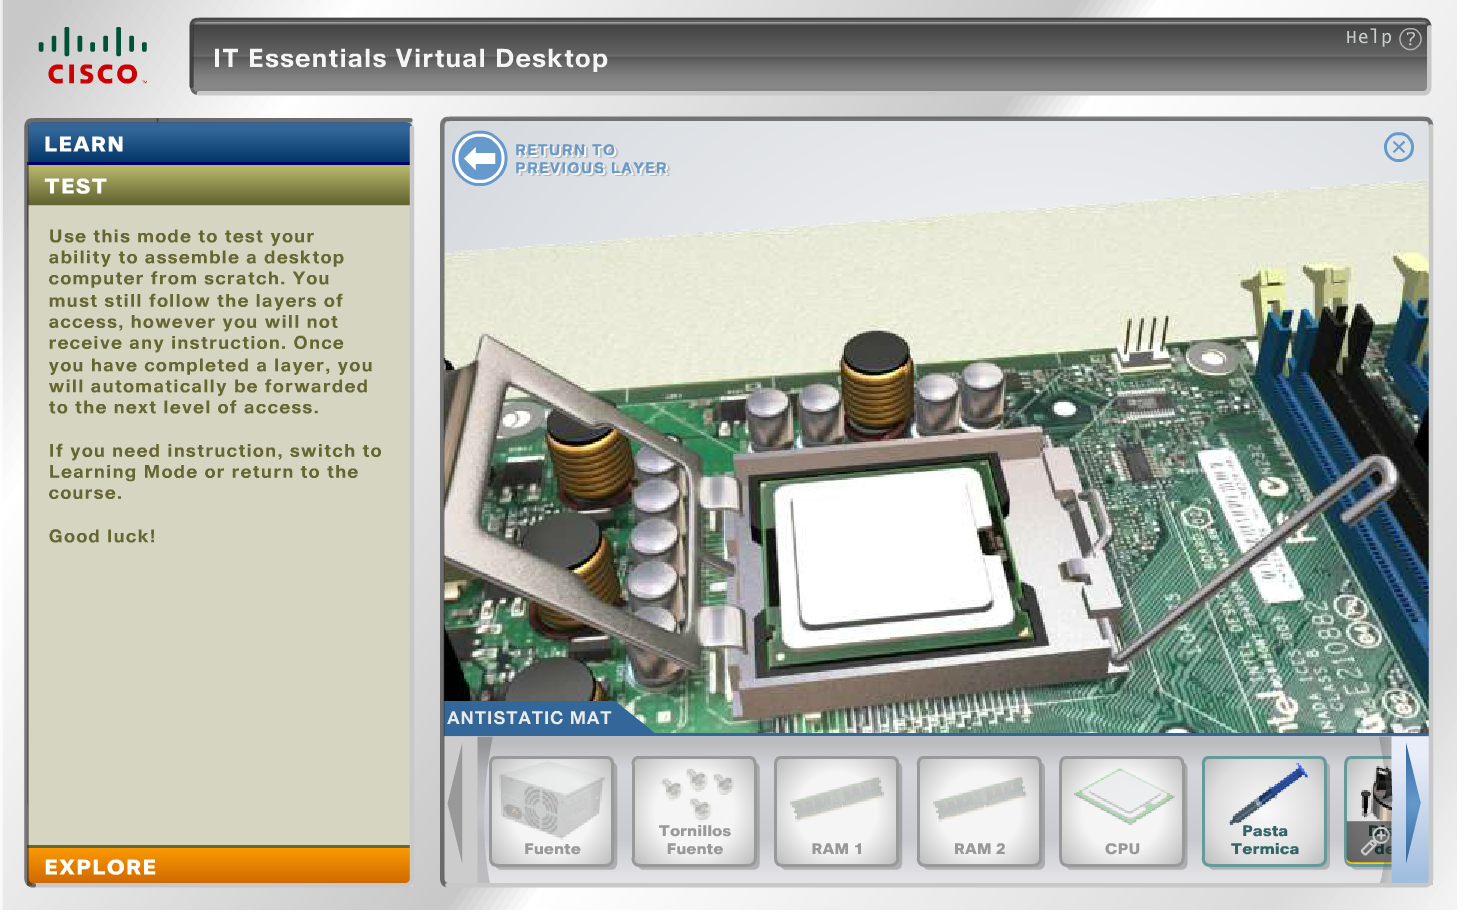 CISCO
IT Essentials Virtual Desktop
Help ?
LEARN
TEST
Use this mode to test your
ability to assemble a desktop
computer from scratch. You
must still follow the layers of
access, however you will not
receive any instruction. Once
you have completed a layer, you
will automatically be forwarded
to the next level of access.
If you need instruction, switch to
Learning Mode or return to the
course.
Good luck!
EXPLORE
RETURN TO
PREVIOUS LAYER
E210882
ANTISTATIC MAT
Fuente
Tornillos
Fuente
RAM 1
RAM 2
CPU
Pasta
Termica